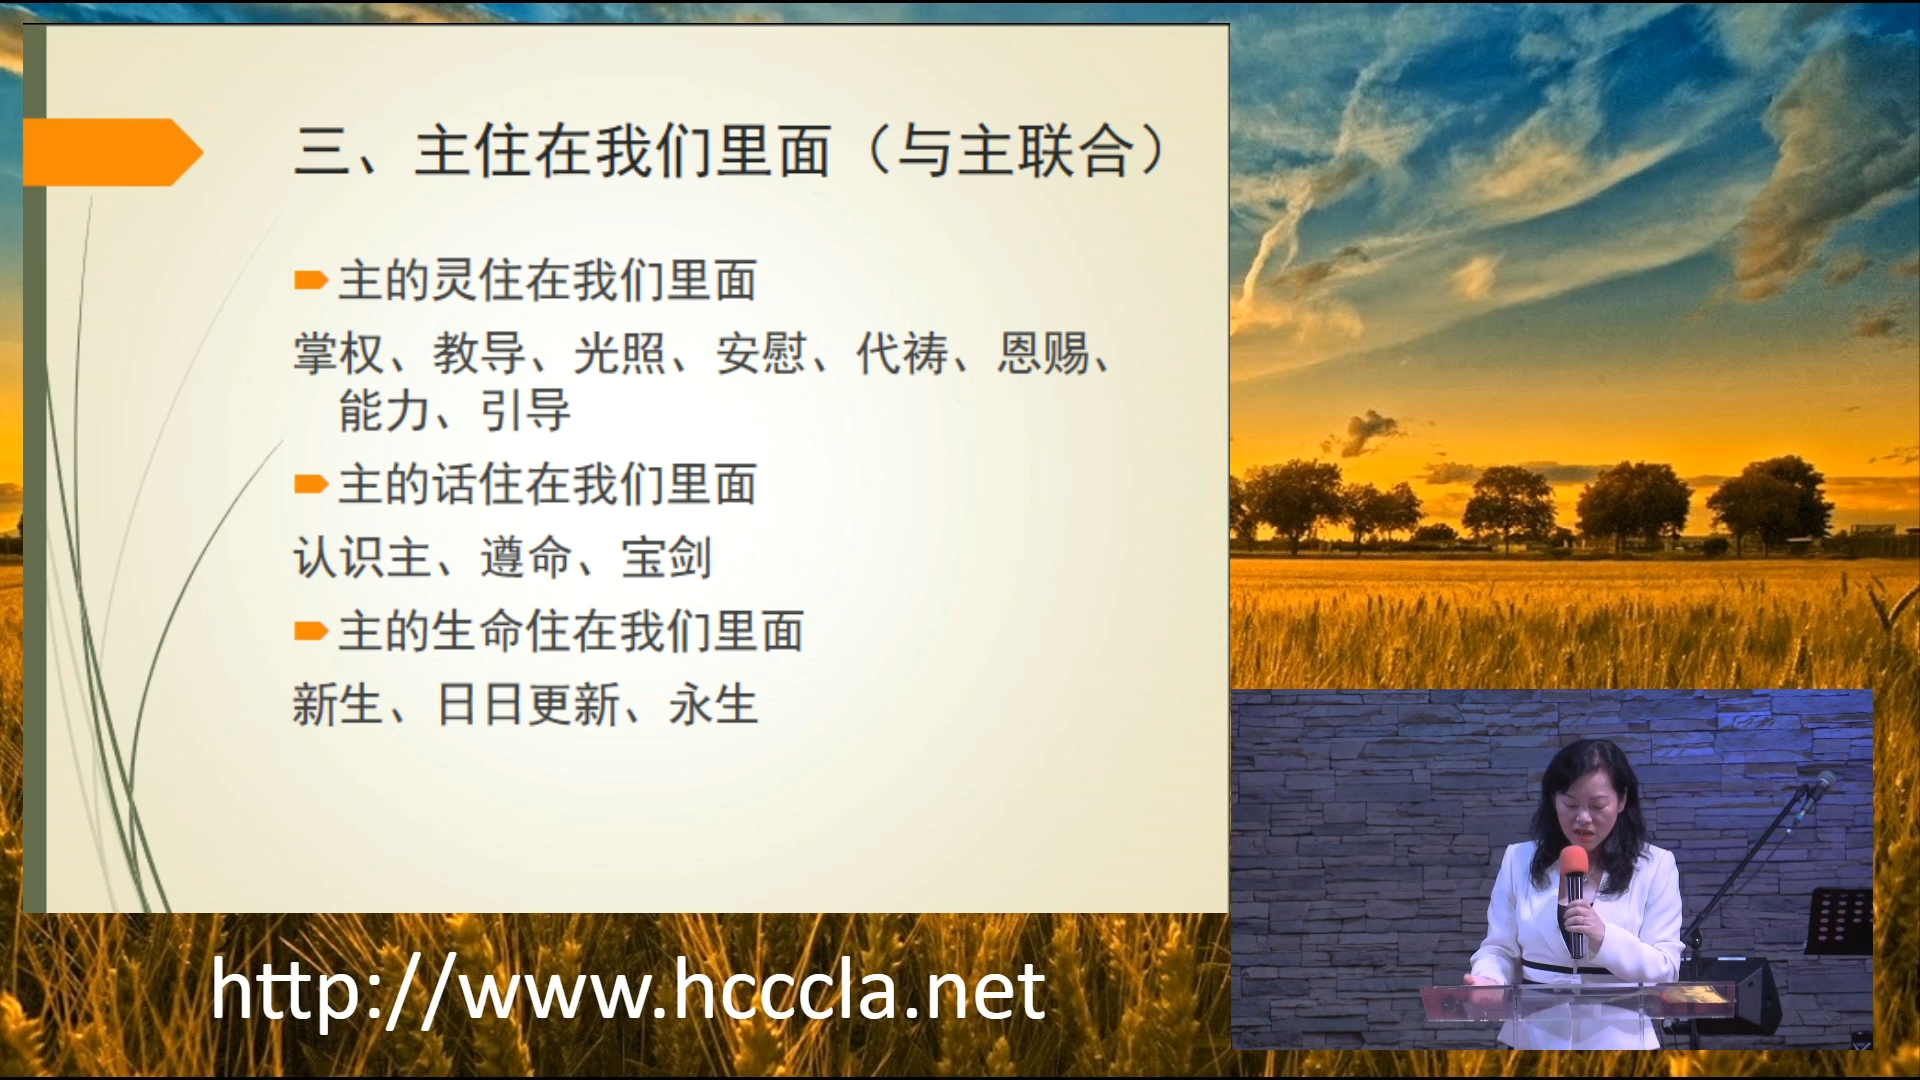 三、主住在我们里面（与主联合）
主的灵住在我们里面
掌权、教导、光照、安慰、代祷、恩赐、
能力、引导
主的话住在我们里面
认识主、遵命、宝剑
主的生命住在我们里面
新生、日日更新、永生
http://www.hcccla.net